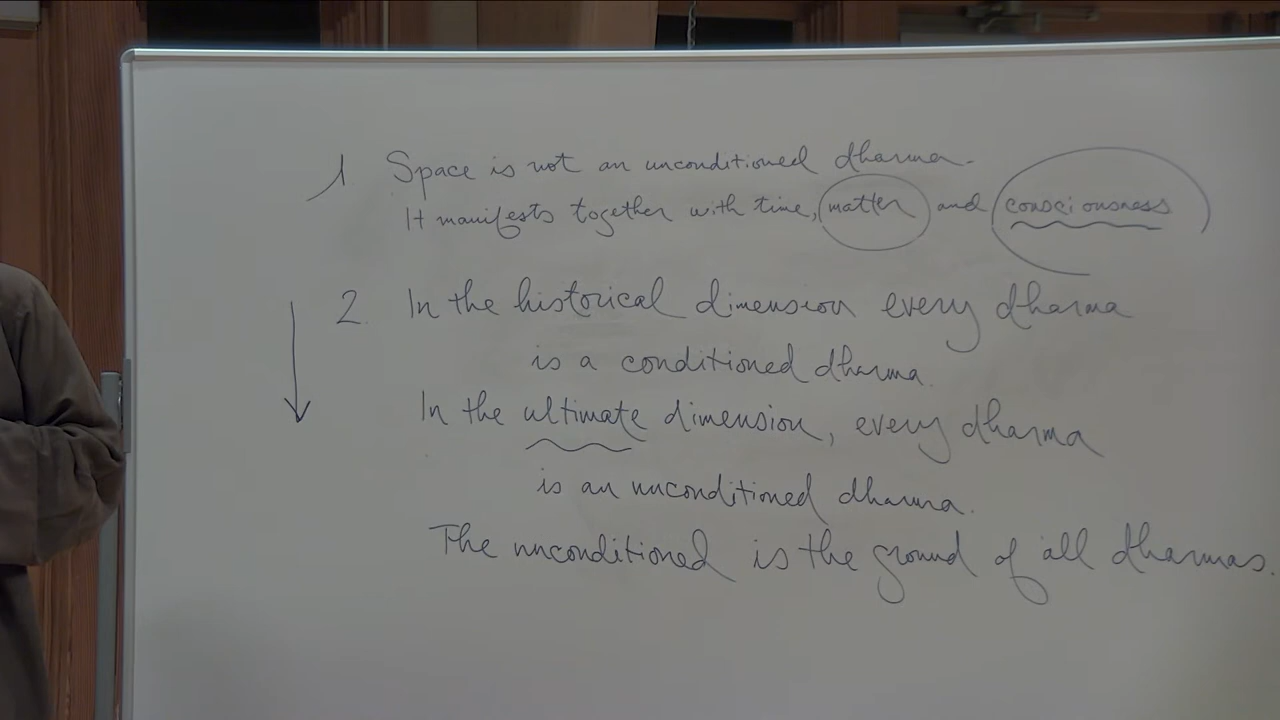 1 Space is not an unconditioned dharma.
It manifests together with time, matter and consciousness
2. In the historical dimension every dharma
is a conditioned dharma.
In the ultimate dimension, every dharma
is an unconditioned dharma.
The unconditioned is the ground of all dharmas.